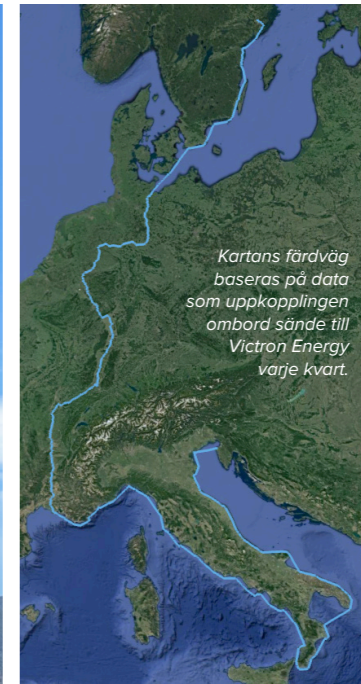 Kartans färdväg
baseras på data
som uppkopplingen
ombord sände till
Victron Energy
varje kvart.